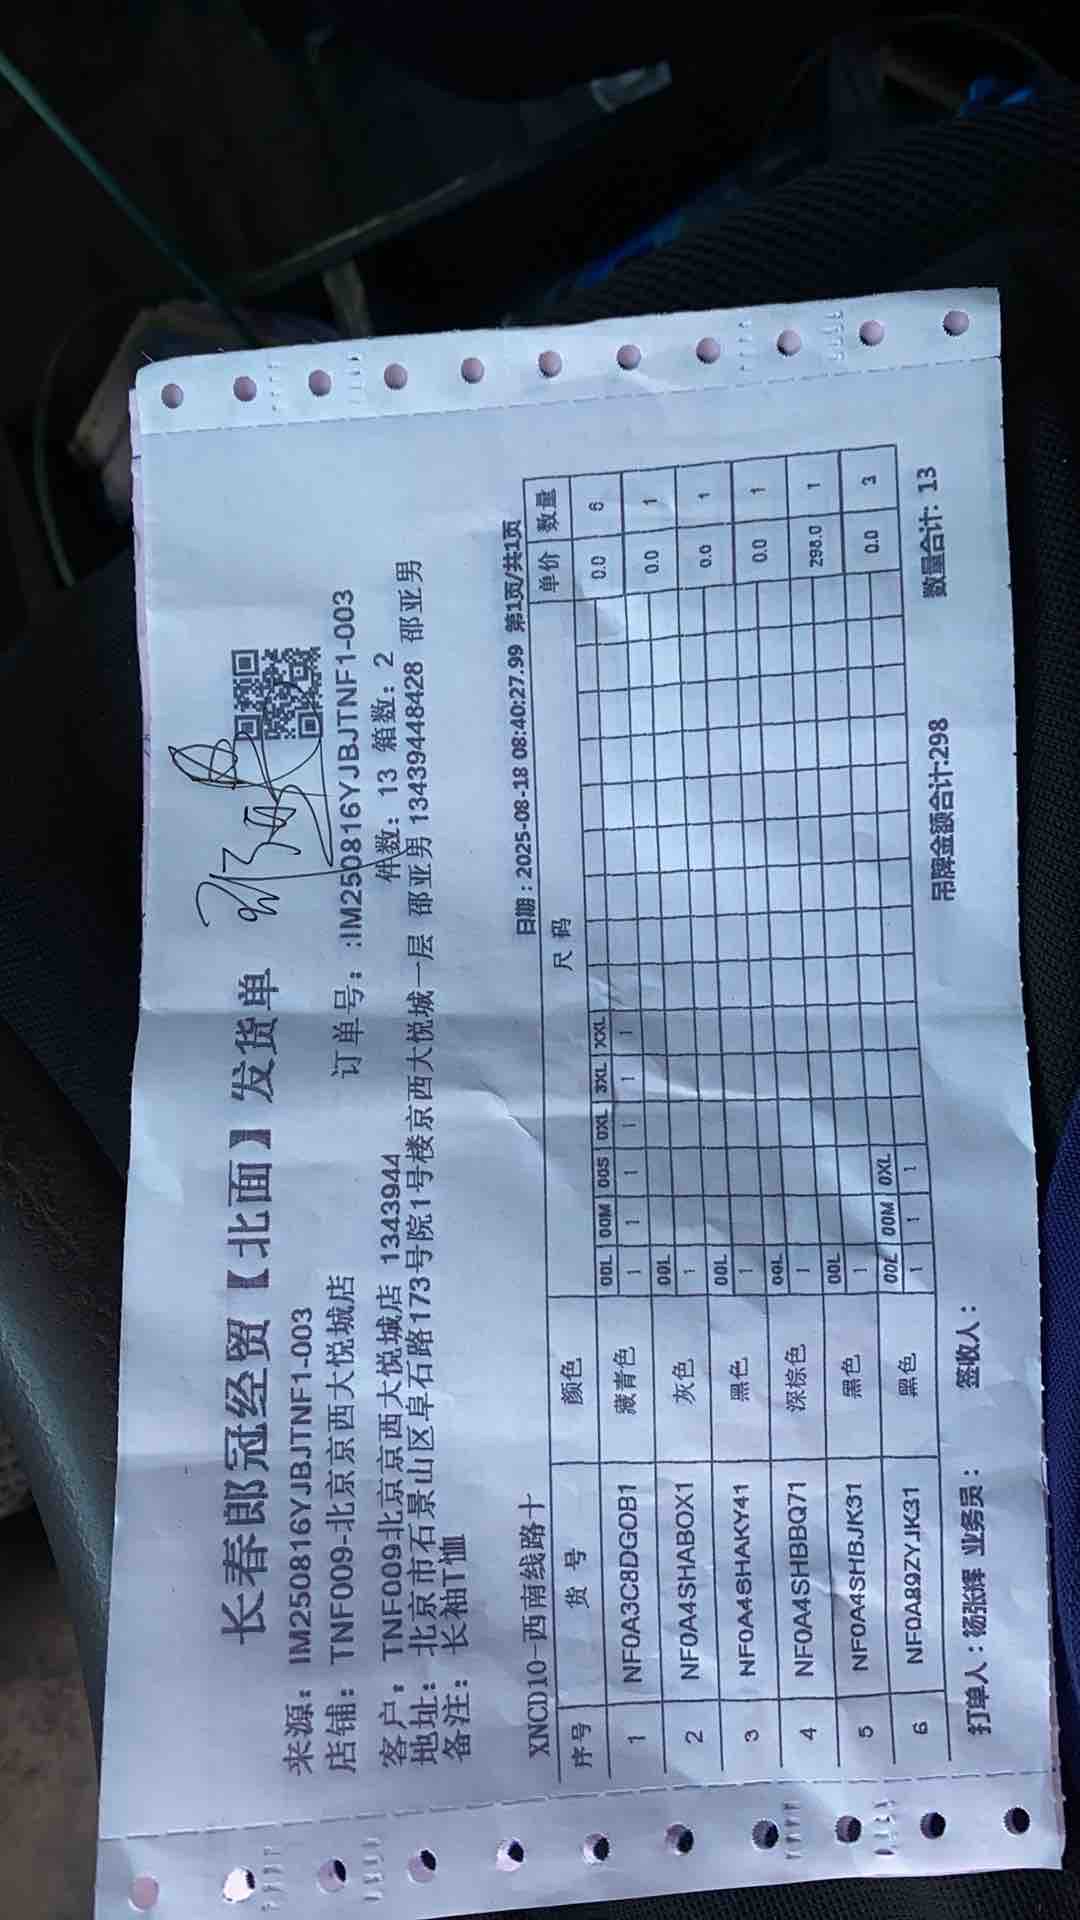 长春郎冠经贸【北面】发货单
来源: IM250816YJBJTNF1-003
店铺: TNF009-北京京西大悦城店 订单号: :IM250816YJBJTNF1-003
客户: TNF009北京京西大悦城店 1343944 件数: 13 箱数: 2
地址: 北京市石景山区阜石路173号院1号楼京西大悦城一层 邵亚男 13439448428 邵亚男
备注: 长袖T恤
XNCD10-西南线路十 日期: 2025-08-18 08:40:27.99 第1页/共1页
序号 货号 颜色 尺码 单价 数量
00L 00M 00S 0XL 3XL XXL
1 NF0A3C8DGOB1 藏青色 1 1 1 1 1 1 0.0 6
00L
2 NF0A4SHABOX1 灰色 1 0.0 1
00L
3 NF0A4SHAKY41 黑色 1 0.0 1
00L
4 NF0A4SHBBQ71 深棕色 1 0.0 1
00L
5 NF0A4SHBJK31 黑色 1 298.0 1
00L 00M 0XL
6 NF0A89ZYJK31 黑色 1 1 1 0.0 3
打单人: 杨张辉 业务员: 签收人: 吊牌金额合计:298 数量合计: 13